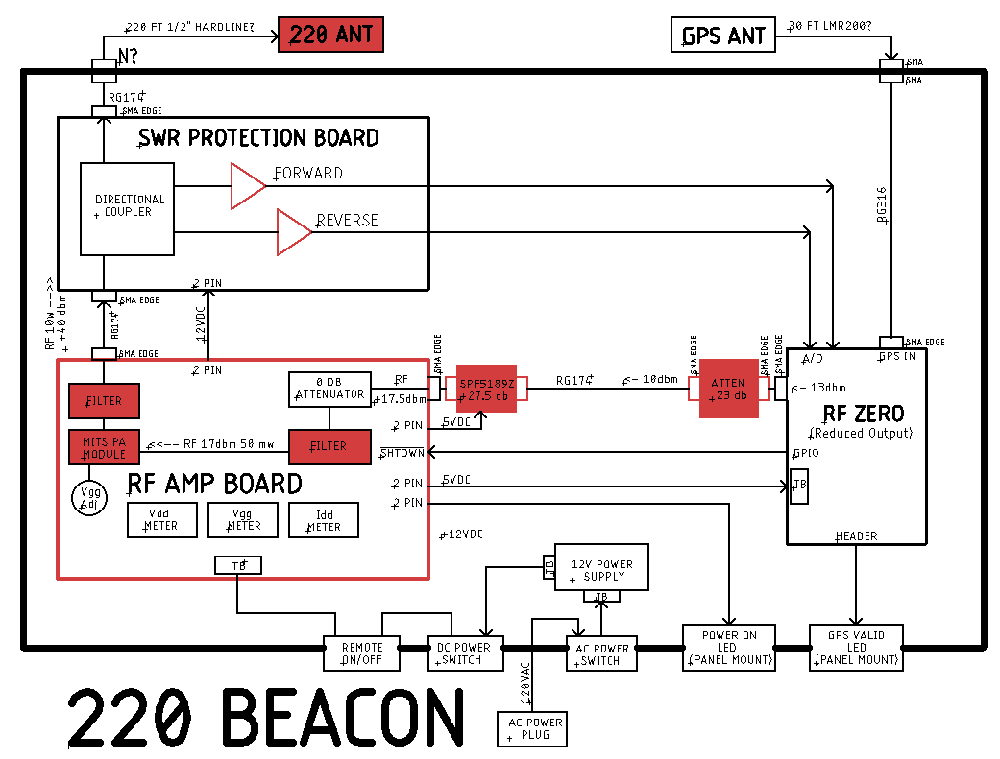 220 FT 1/2" HARDLINE?
220 ANT
GPS ANT
30 FT LMR200?
N?
SMA
SMA
RG174
SMA EDGE
SWR PROTECTION BOARD
DIRECTIONAL
COUPLER
FORWARD
REVERSE
RG316
2 PIN
SMA EDGE
RF 10w --->>
+40 dbm
RG174
12VDC
SMA EDGE
2 PIN
SMA EDGE
SMA EDGE
SMA EDGE
SMA EDGE
A/D
GPS IN
FILTER
0 DB
ATTENUATOR
RF
+17.5dbm
SPF5189Z
+27.5 db
RG174
<- 10dbm
ATTEN
23 db
<- 13dbm
RF ZERO
(Reduced Output)
2 PIN
5VDC
MITS PA
MODULE
<<-- RF 17dbm 50 mw
FILTER
SHTDWN
GPIO
Vgg
Adj
RF AMP BOARD
2 PIN
5VDC
TB
2 PIN
Vdd
METER
Vgg
METER
Idd
METER
+12VDC
HEADER
TB
TB
12V POWER
SUPPLY
TB
REMOTE
ON/OFF
DC POWER
SWITCH
AC POWER
SWITCH
POWER ON
LED
(PANEL MOUNT)
GPS VALID
LED
(PANEL MOUNT)
120VAC
220 BEACON
AC POWER
PLUG